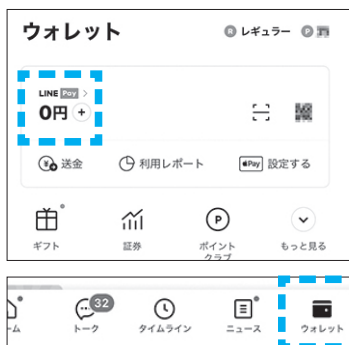 ウォレット
R レギュラー P 円
LINE Pay >
0円 +
送金 利用レポート Pay 設定する
ギフト 証券 P ポイントクラブ もっと見る
32
ーム トーク タイムライン ニュース ウォレット